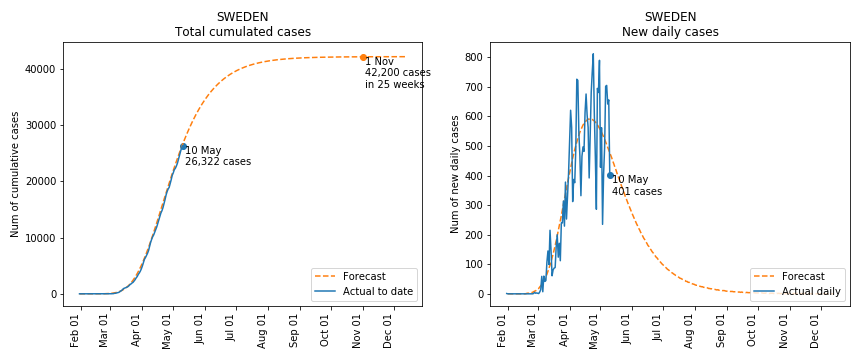 SWEDEN
Total cumulated cases
Num of cumulative cases
40000
30000
20000
10000
0
1 Nov
42,200 cases
in 25 weeks
10 May
26,322 cases
Forecast
Actual to date
Feb 01
Mar 01
Apr 01
May 01
Jun 01
Jul 01
Aug 01
Sep 01
Oct 01
Nov 01
Dec 01
SWEDEN
New daily cases
Num of new daily cases
800
700
600
500
400
300
200
100
0
10 May
401 cases
Forecast
Actual daily
Feb 01
Mar 01
Apr 01
May 01
Jun 01
Jul 01
Aug 01
Sep 01
Oct 01
Nov 01
Dec 01